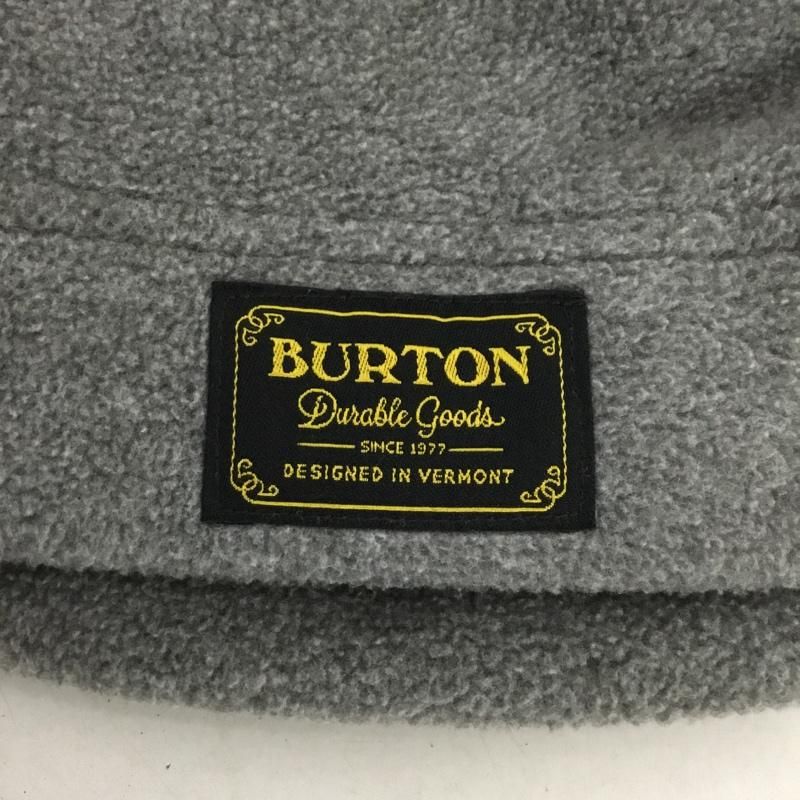 BURTON
Durable Goods
SINCE 1977
DESIGNED IN VERMONT